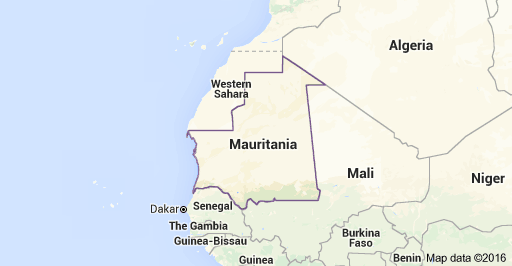 Algeria
Western
Sahara
Mauritania
Mali
Niger
Dakar
Senegal
The Gambia
Guinea-Bissau
Burkina
Faso
Guinea
Benin
Map data ©2016